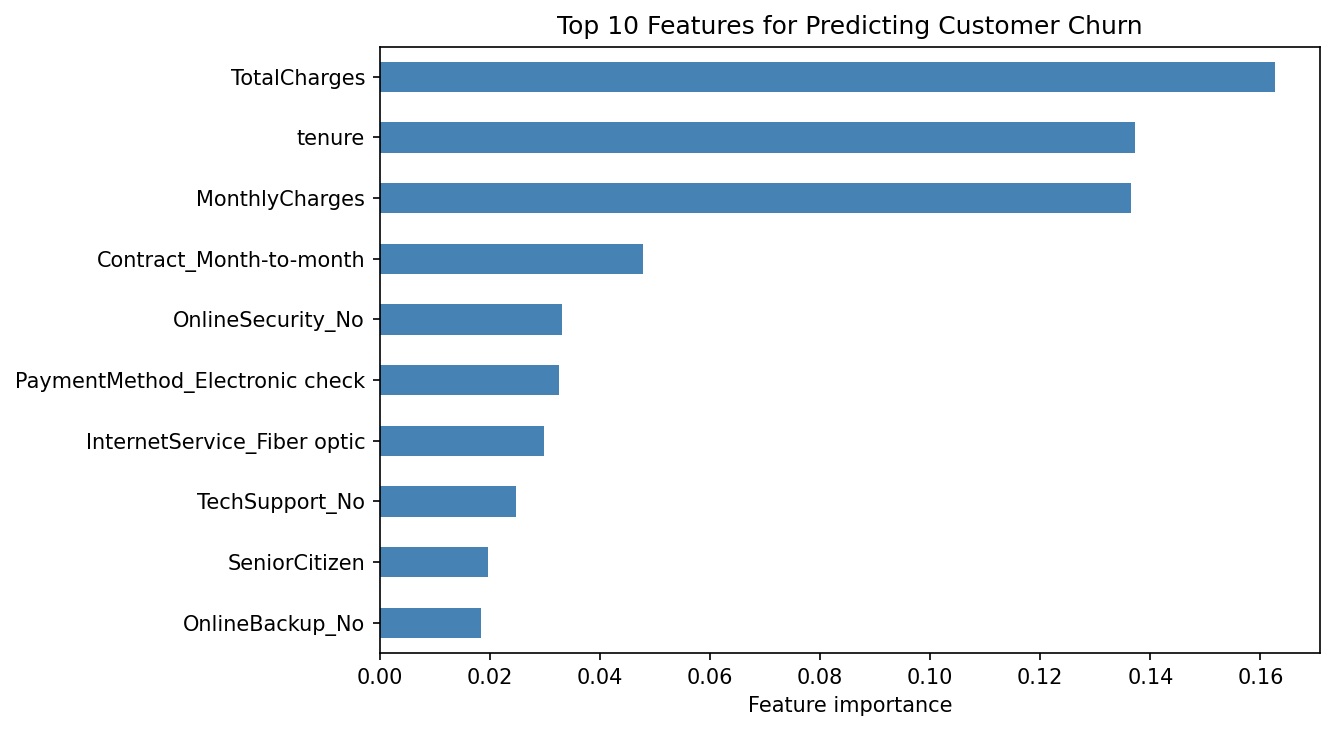 Top 10 Features for Predicting Customer Churn
TotalCharges
tenure
MonthlyCharges
Contract_Month-to-month
OnlineSecurity_No
PaymentMethod_Electronic check
InternetService_Fiber optic
TechSupport_No
SeniorCitizen
OnlineBackup_No
0.00 0.02 0.04 0.06 0.08 0.10 0.12 0.14 0.16
Feature importance